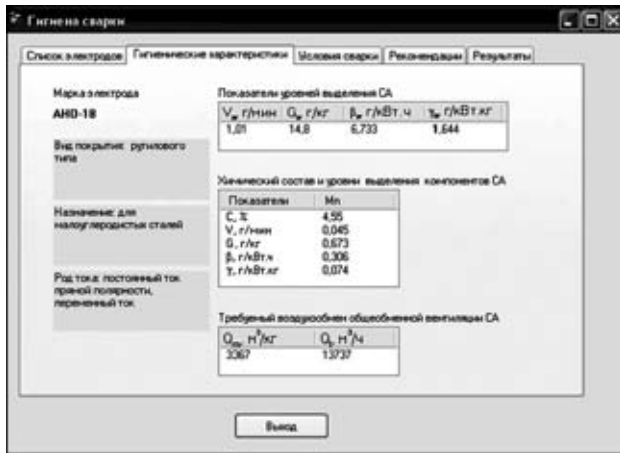 Гигиена сварки
Список электродов Гигиенические характеристики Условия сварки Рекомендации Результаты
Марка электрода
АНО-18
Вид покрытия: рутилового
типа
Назначение: для
малоуглеродистых сталей
Род тока: постоянный ток
прямой полярности,
переменный ток
Показатели уровней выделения СА
V, г/мин G, г/кг β, г/кВт.ч γ, г/кВт.кг
1,01 14,8 6,733 1,644
Химический состав и уровни выделения компонентов СА
Показатели Mn
C, % 4,55
V, г/мин 0,045
G, г/кг 0,673
β, г/кВт.ч 0,306
γ, г/кВт.кг 0,074
Требуемый воздухообмен общеобменной вентиляции СА
Q, м³/кг Q, м³/ч
3367 13737
Выход